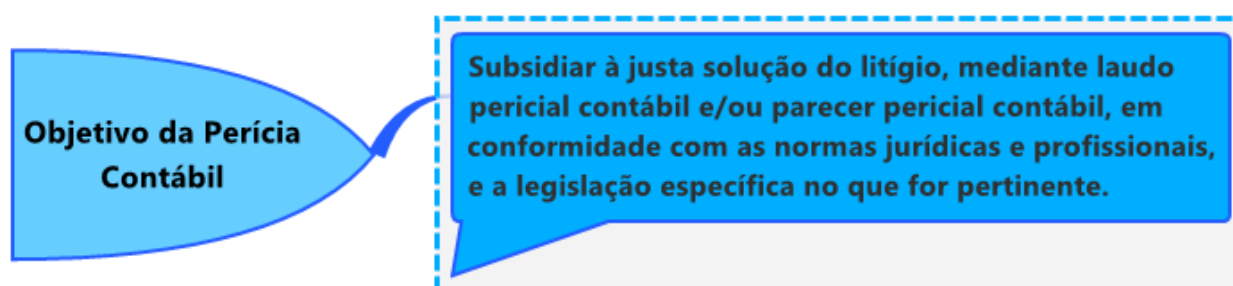 Objetivo da Perícia
Contábil
Subsidiar à justa solução do litígio, mediante laudo
pericial contábil e/ou parecer pericial contábil, em
conformidade com as normas jurídicas e profissionais,
e a legislação específica no que for pertinente.